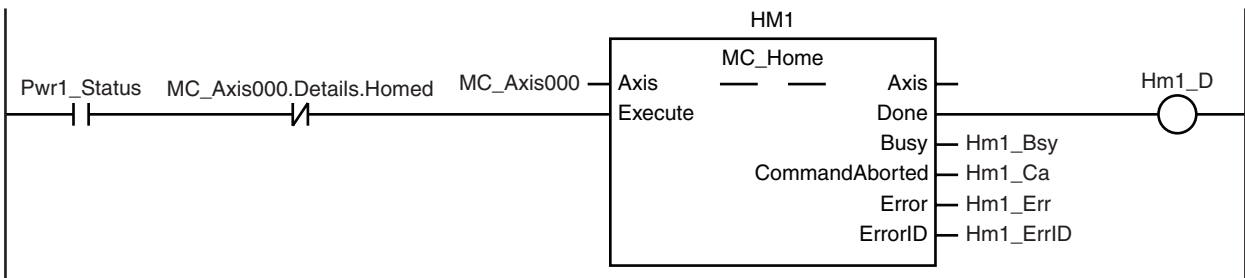 HM1
MC_Home
Pwr1_Status MC_Axis000.Details.Homed MC_Axis000 Axis Axis Hm1_D
Execute Done
Busy Hm1_Bsy
CommandAborted Hm1_Ca
Error Hm1_Err
ErrorID Hm1_ErrID